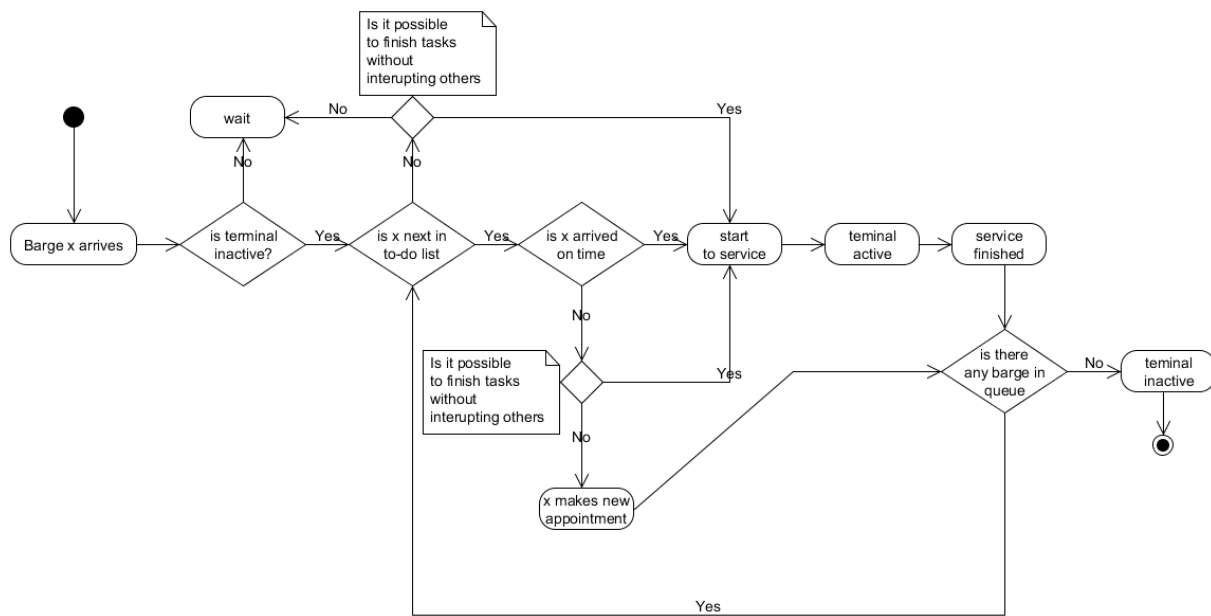 Is it possible
to finish tasks
without
interupting others
No
Yes
wait
No
No
Barge x arrives
is terminal
inactive?
Yes
is x next in
to-do list
Yes
is x arrived
on time
Yes
start
to service
teminal
active
service
finished
No
Is it possible
to finish tasks
without
interupting others
Yes
is there
any barge in
queue
No
teminal
inactive
No
x makes new
appointment
Yes